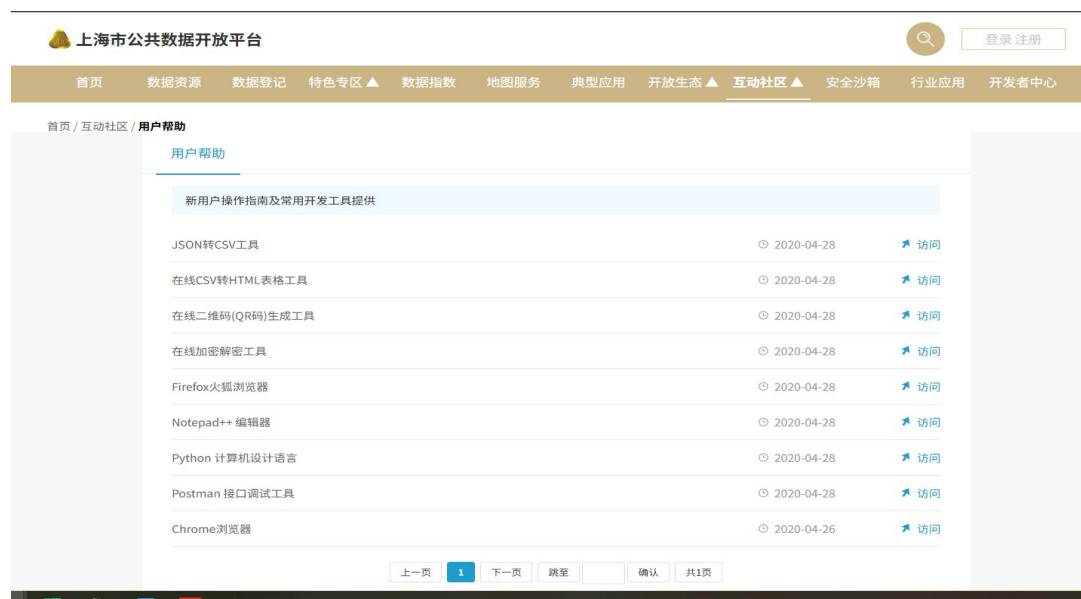 上海市公共数据开放平台
登录 注册
首页 数据资源 数据登记 特色专区 ▲ 数据指数 地图服务 典型应用 开放生态 ▲ 互动社区 ▲ 安全沙箱 行业应用 开发者中心
首页 / 互动社区 / 用户帮助
用户帮助
新用户操作指南及常用开发工具提供
JSON转CSV工具 2020-04-28 访问
在线CSV转HTML表格工具 2020-04-28 访问
在线二维码(QR码)生成工具 2020-04-28 访问
在线加密解密工具 2020-04-28 访问
Firefox火狐浏览器 2020-04-28 访问
Notepad++ 编辑器 2020-04-28 访问
Python 计算机设计语言 2020-04-28 访问
Postman 接口调试工具 2020-04-28 访问
Chrome浏览器 2020-04-26 访问
上一页 1 下一页 跳至 确认 共1页